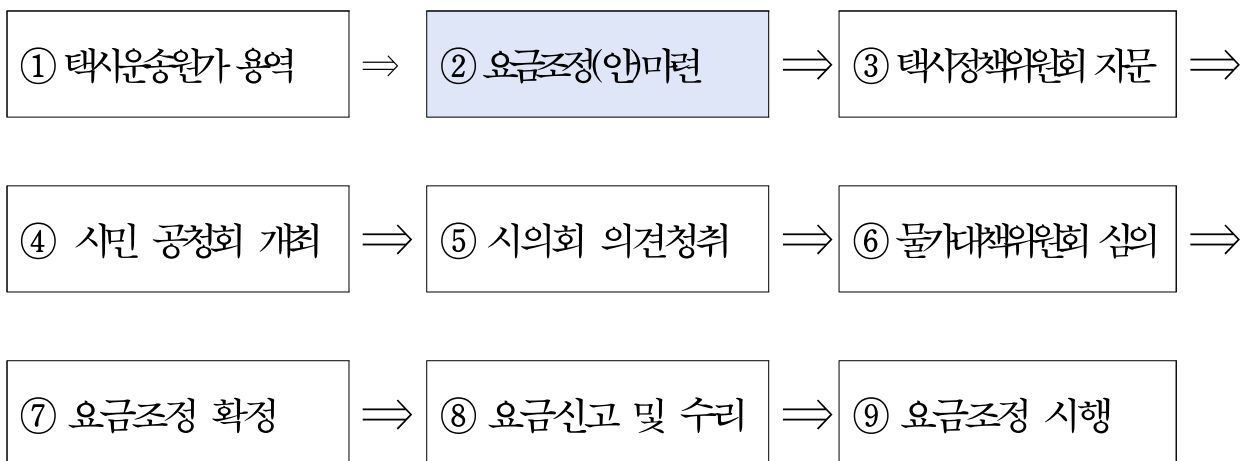 ① 택시운송원가 용역 ⇒ ② 요금조정(안)마련 ⇒ ③ 택시정책위원회 자문 ⇒
④ 시민 공청회 개최 ⇒ ⑤ 시의회 의견청취 ⇒ ⑥ 물가대책위원회 심의 ⇒
⑦ 요금조정 확정 ⇒ ⑧ 요금신고 및 수리 ⇒ ⑨ 요금조정 시행